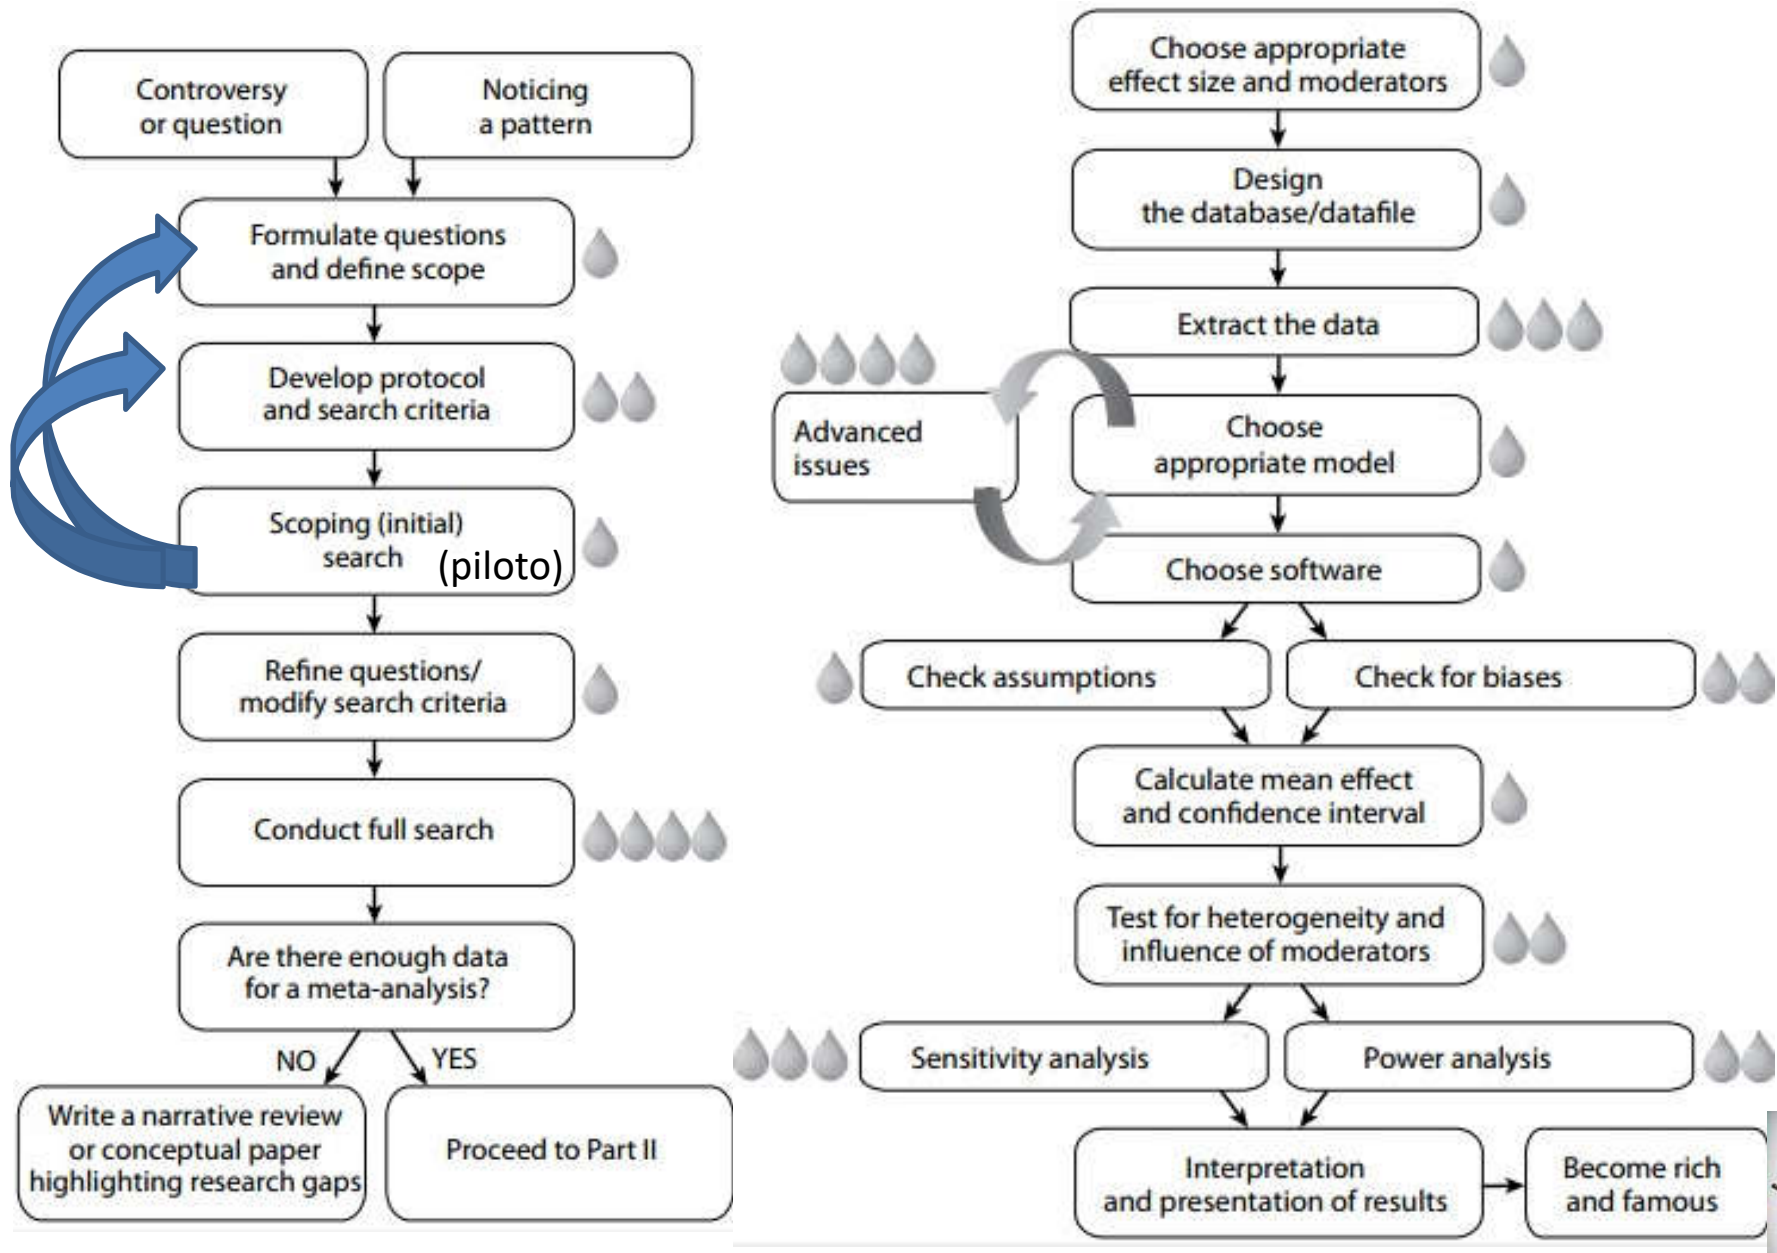 Controversy
or question
Noticing
a pattern
Formulate questions
and define scope
Develop protocol
and search criteria
Scoping (initial)
search
(piloto)
Refine questions/
modify search criteria
Conduct full search
Are there enough data
for a meta-analysis?
NO
YES
Write a narrative review
or conceptual paper
highlighting research gaps
Proceed to Part II
Choose appropriate
effect size and moderators
Design
the database/datafile
Extract the data
Advanced
issues
Choose
appropriate model
Choose software
Check assumptions
Check for biases
Calculate mean effect
and confidence interval
Test for heterogeneity and
influence of moderators
Sensitivity analysis
Power analysis
Interpretation
and presentation of results
Become rich
and famous